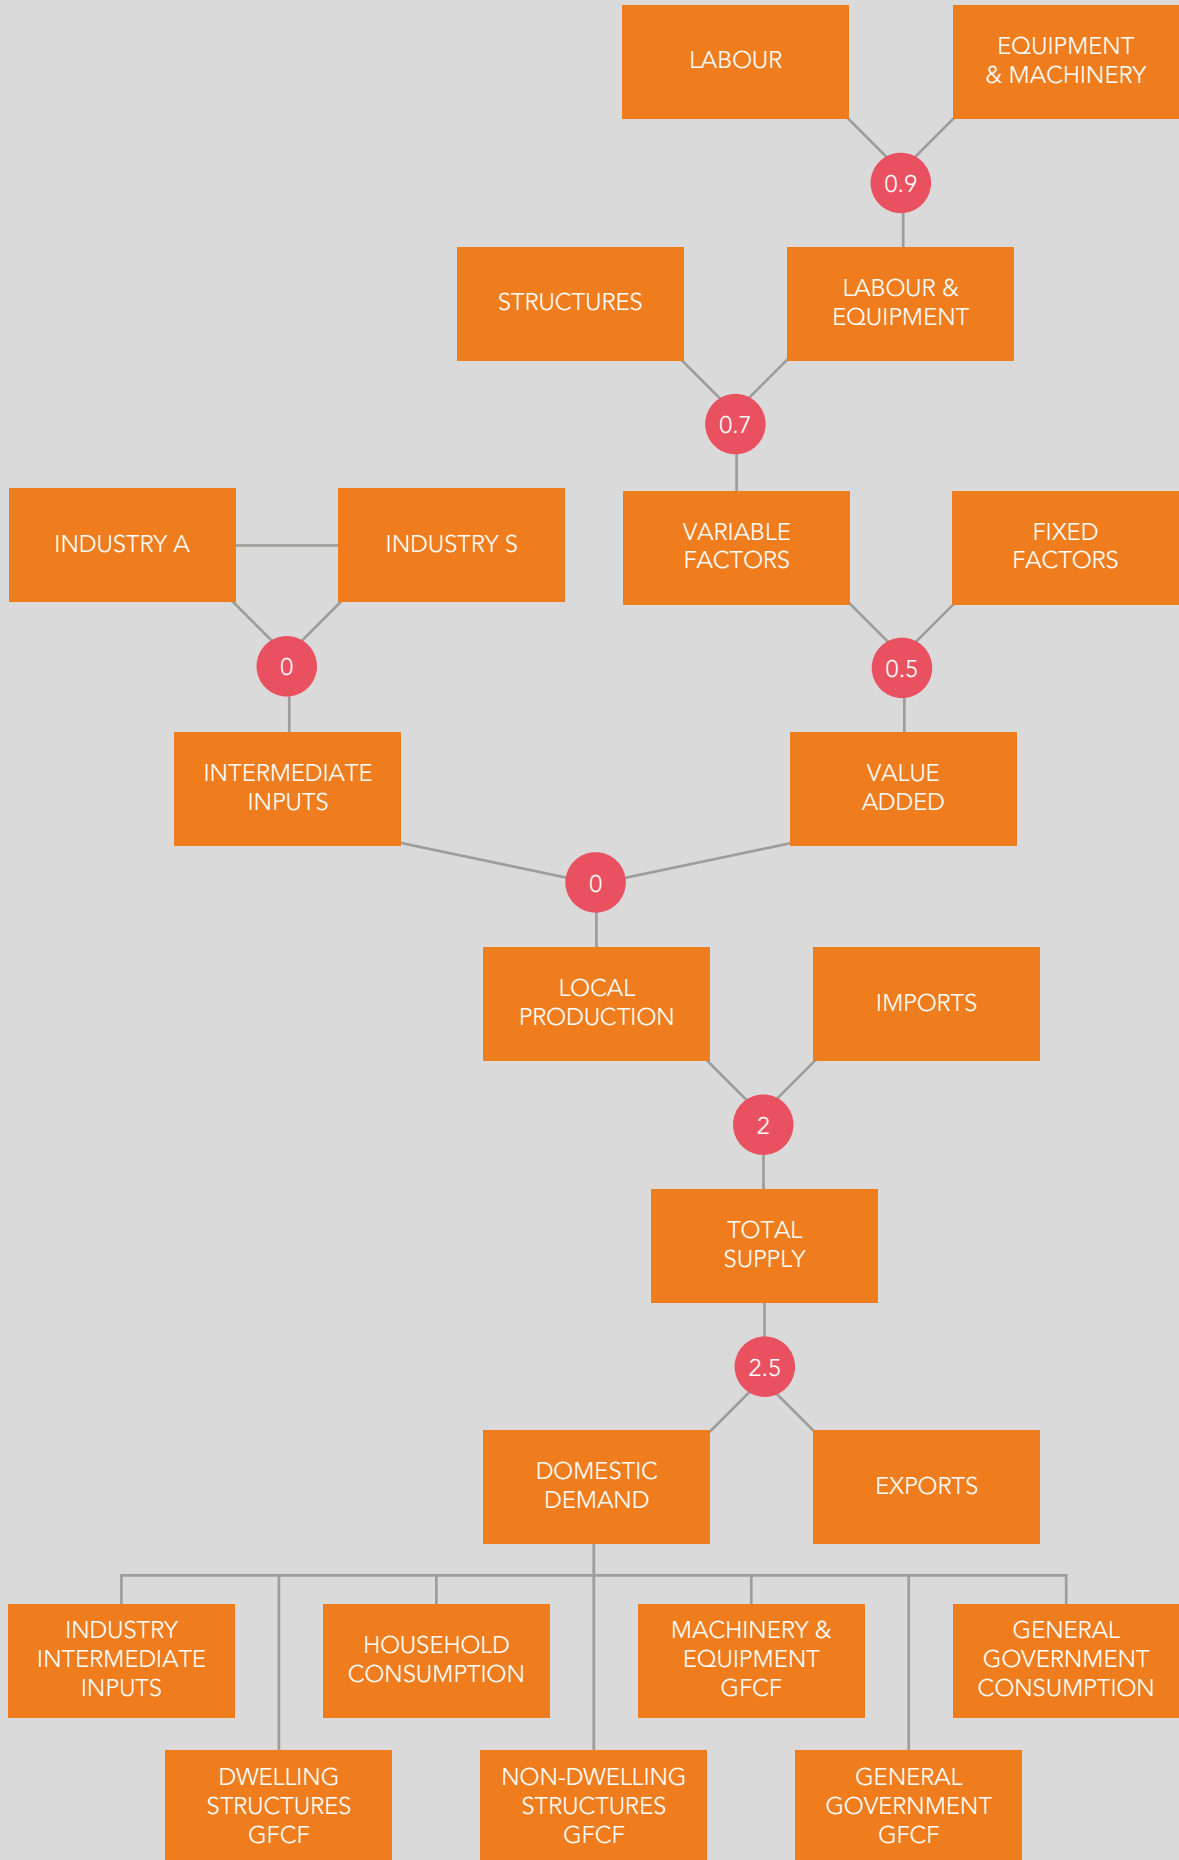 LABOUR
EQUIPMENT
& MACHINERY
0.9
STRUCTURES
LABOUR &
EQUIPMENT
0.7
INDUSTRY A
INDUSTRY S
VARIABLE
FACTORS
FIXED
FACTORS
0
0.5
INTERMEDIATE
INPUTS
VALUE
ADDED
0
LOCAL
PRODUCTION
IMPORTS
2
TOTAL
SUPPLY
2.5
DOMESTIC
DEMAND
EXPORTS
INDUSTRY
INTERMEDIATE
INPUTS
HOUSEHOLD
CONSUMPTION
MACHINERY &
EQUIPMENT
GFCF
GENERAL
GOVERNMENT
CONSUMPTION
DWELLING
STRUCTURES
GFCF
NON-DWELLING
STRUCTURES
GFCF
GENERAL
GOVERNMENT
GFCF